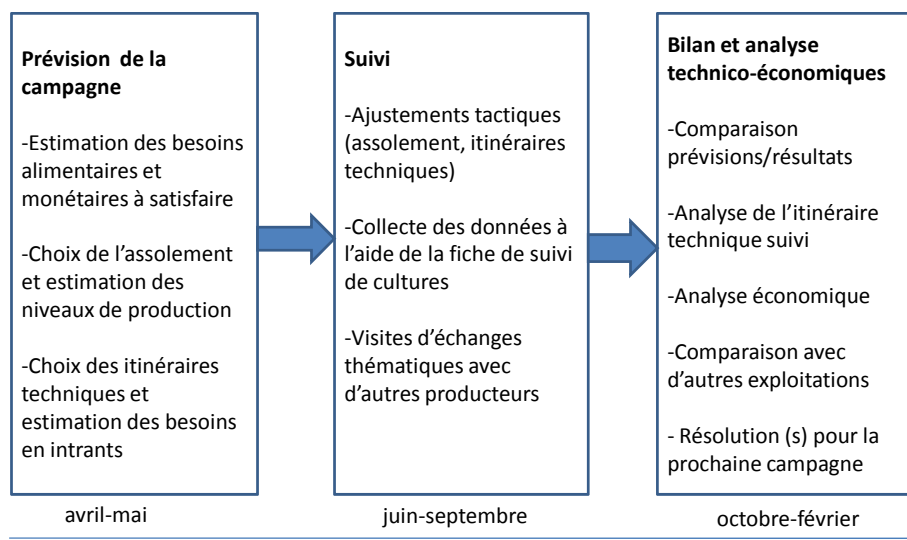 Prévision de la
campagne
-Estimation des besoins
alimentaires et
monétaires à satisfaire
-Choix de l’assolement
et estimation des
niveaux de production
-Choix des itinéraires
techniques et
estimation des besoins
en intrants
avril-mai
Suivi
-Ajustements tactiques
(assolement, itinéraires
techniques)
-Collecte des données à
l’aide de la fiche de suivi
de cultures
-Visites d’échanges
thématiques avec
d’autres producteurs
juin-septembre
Bilan et analyse
technico-économiques
-Comparaison
prévisions/résultats
-Analyse de l’itinéraire
technique suivi
-Analyse économique
-Comparaison avec
d’autres exploitations
- Résolution (s) pour la
prochaine campagne
octobre-février